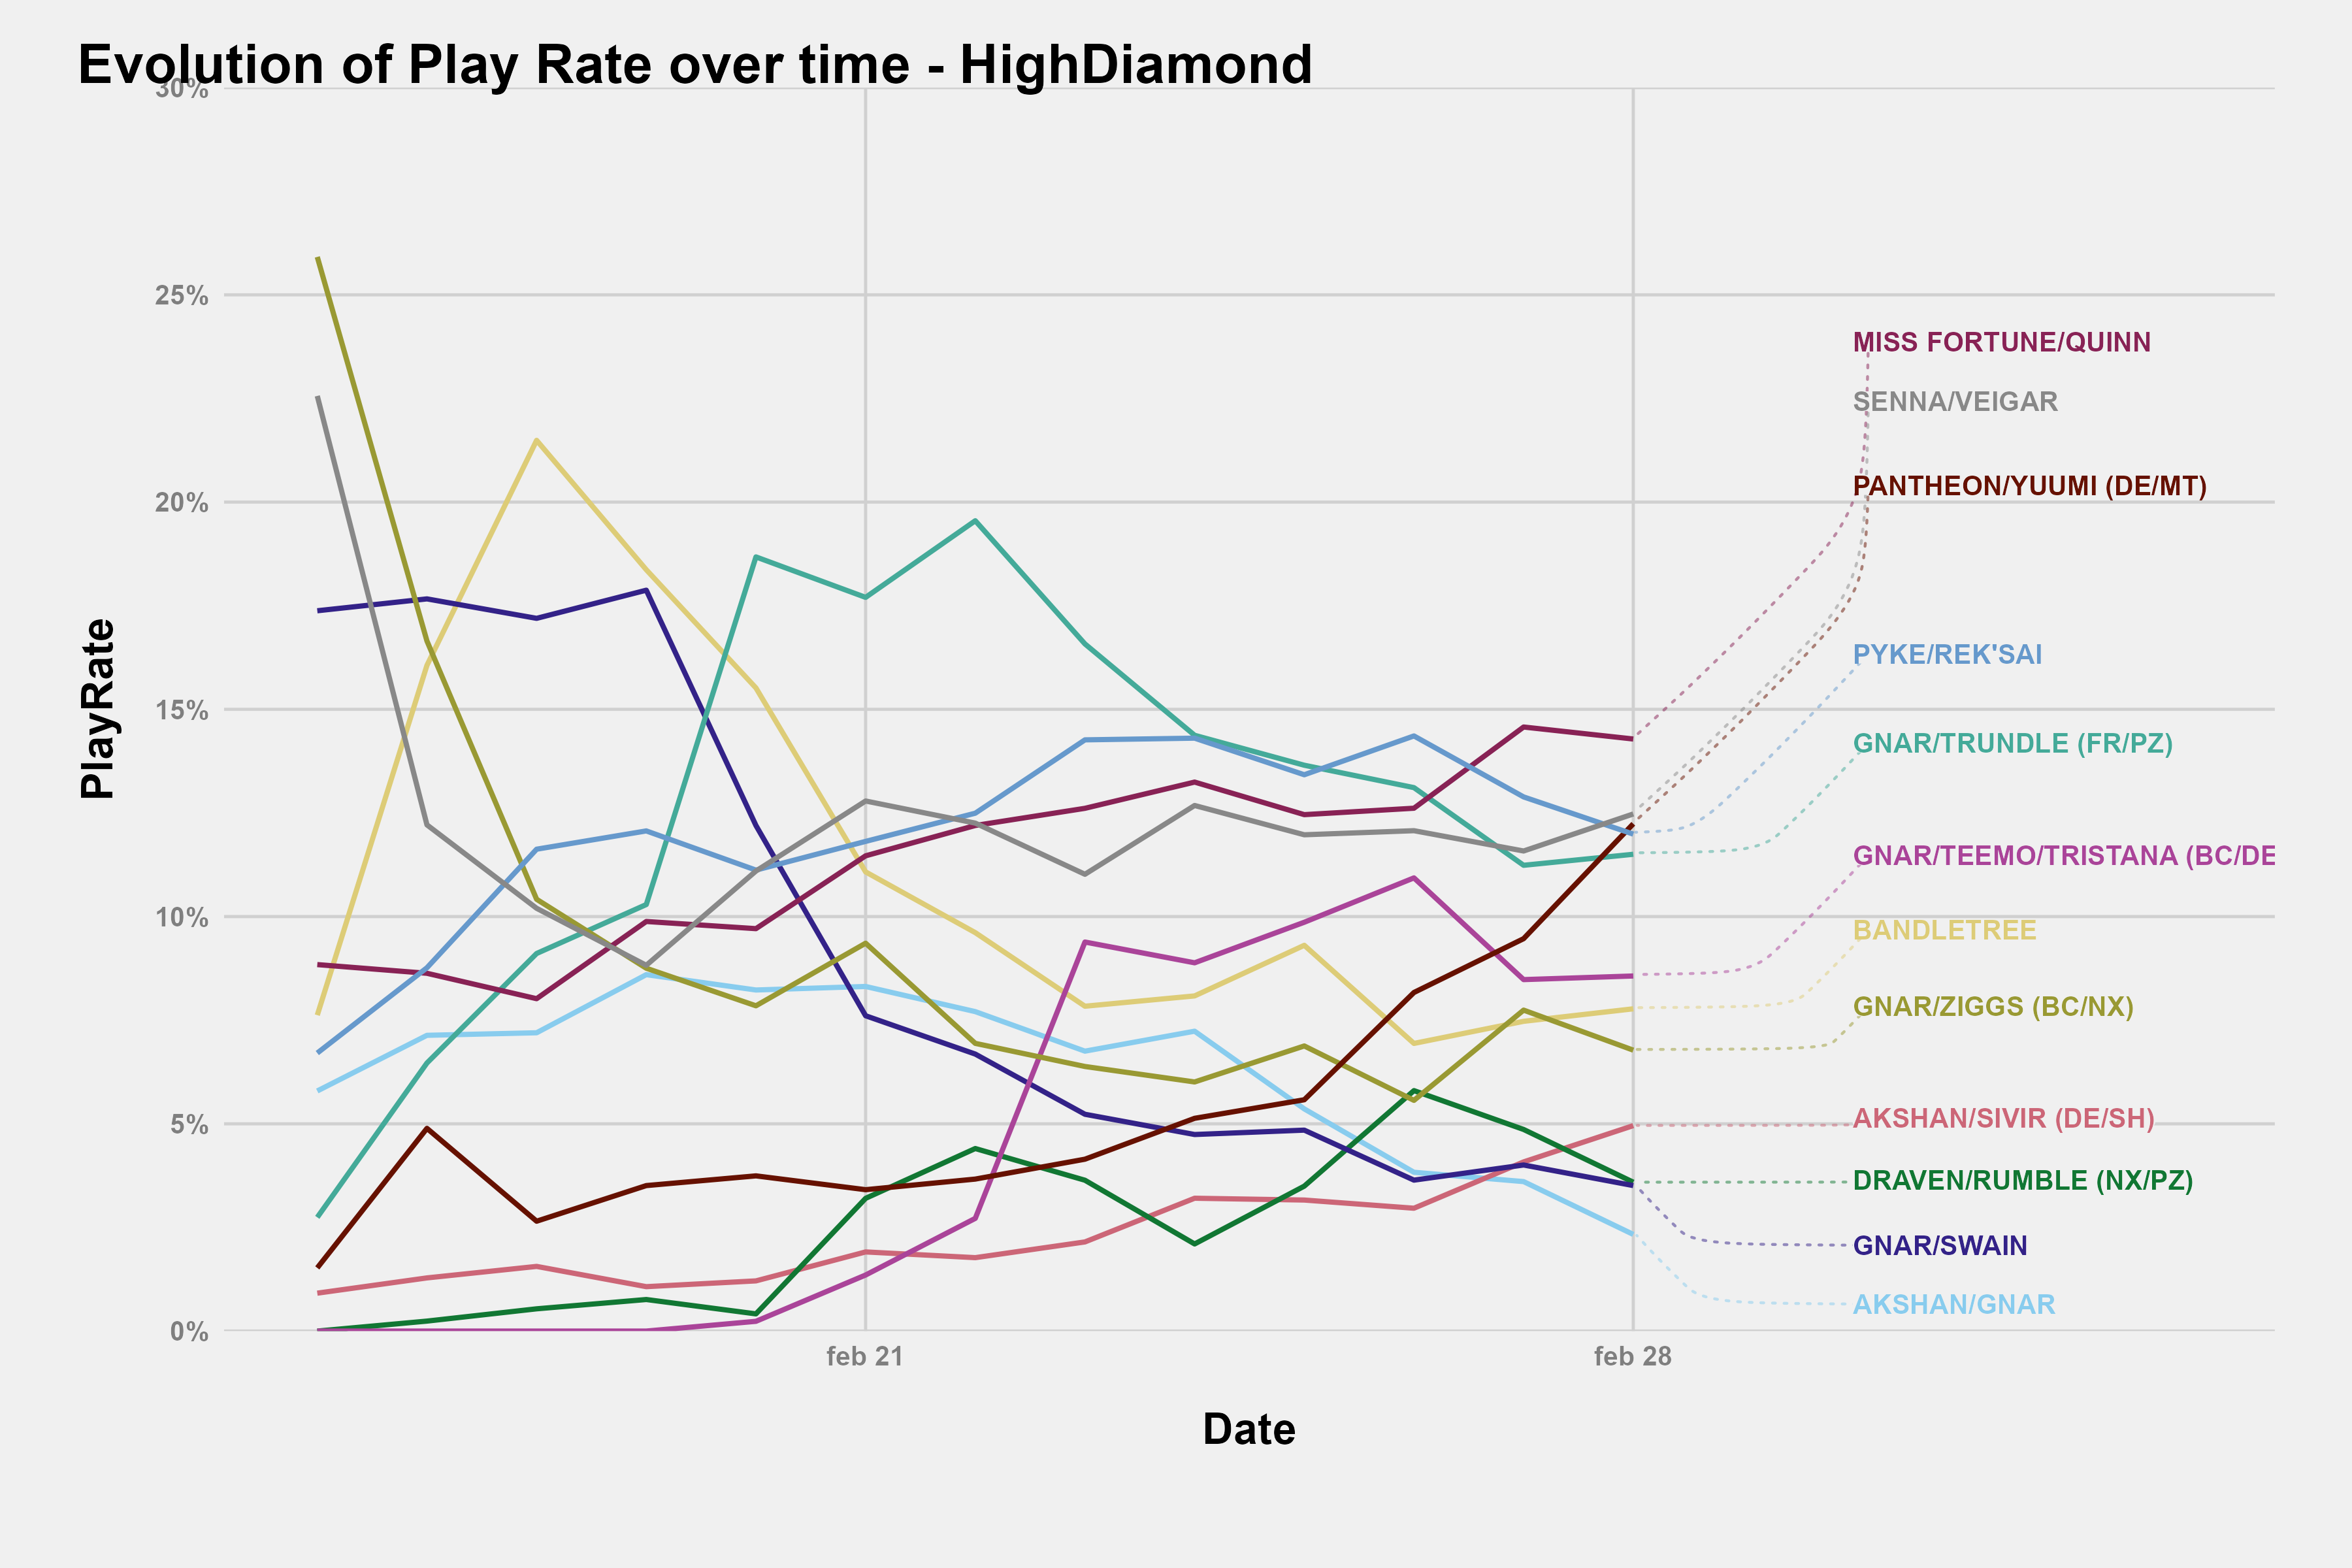 Evolution of Play Rate over time - HighDiamond
30%
25%
20%
15%
10%
5%
0%
PlayRate
MISS FORTUNE/QUINN
SENNA/VEIGAR
PANTHEON/YUUMI (DE/MT)
PYKE/REK'SAI
GNAR/TRUNDLE (FR/PZ)
GNAR/TEEMO/TRISTANA (BC/DE
BANDLETREE
GNAR/ZIGGS (BC/NX)
AKSHAN/SIVIR (DE/SH)
DRAVEN/RUMBLE (NX/PZ)
GNAR/SWAIN
AKSHAN/GNAR
feb 21
feb 28
Date